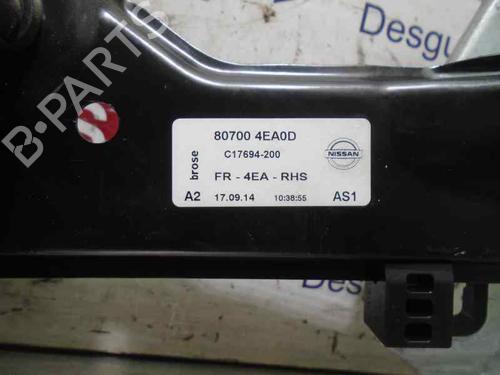 Desgu
B-PARTS
brose
80700 4EA0D
C17694-200
NISSAN
FR - 4EA - RHS
A2 17.09.14 10:38:55 AS1